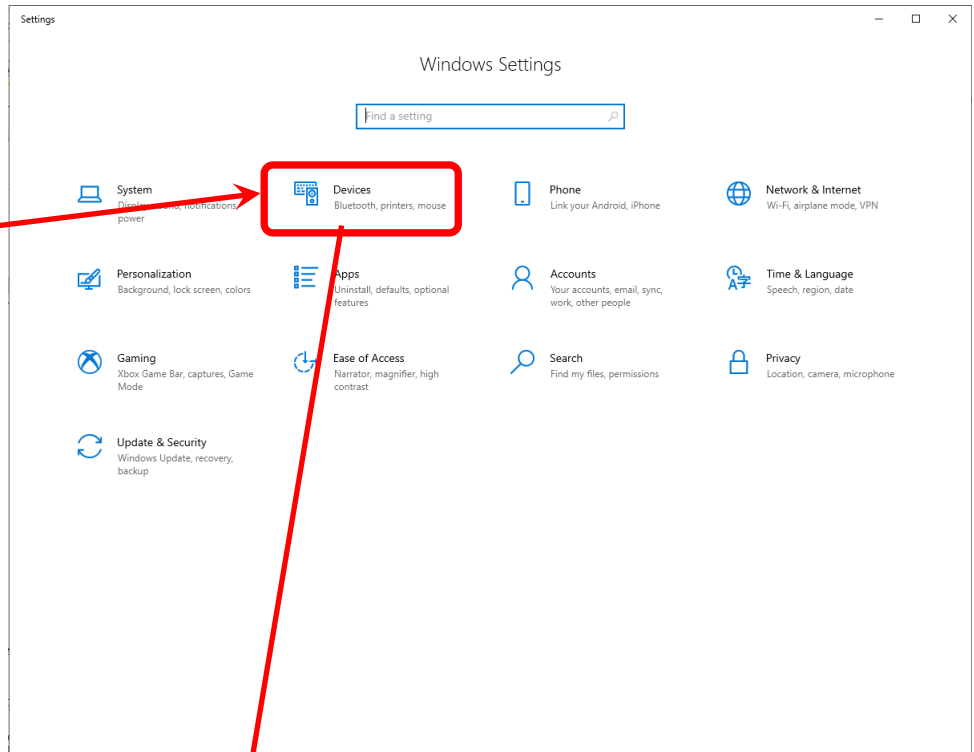 Settings
Windows Settings
Find a setting
System
Display, sound, notifications,
power
Devices
Bluetooth, printers, mouse
Phone
Link your Android, iPhone
Network & Internet
Wi-Fi, airplane mode, VPN
Personalization
Background, lock screen, colors
Apps
Uninstall, defaults, optional
features
Accounts
Your accounts, email, sync,
work, other people
Time & Language
Speech, region, date
Gaming
Xbox Game Bar, captures, Game
Mode
Ease of Access
Narrator, magnifier, high
contrast
Search
Find my files, permissions
Privacy
Location, camera, microphone
Update & Security
Windows Update, recovery,
backup